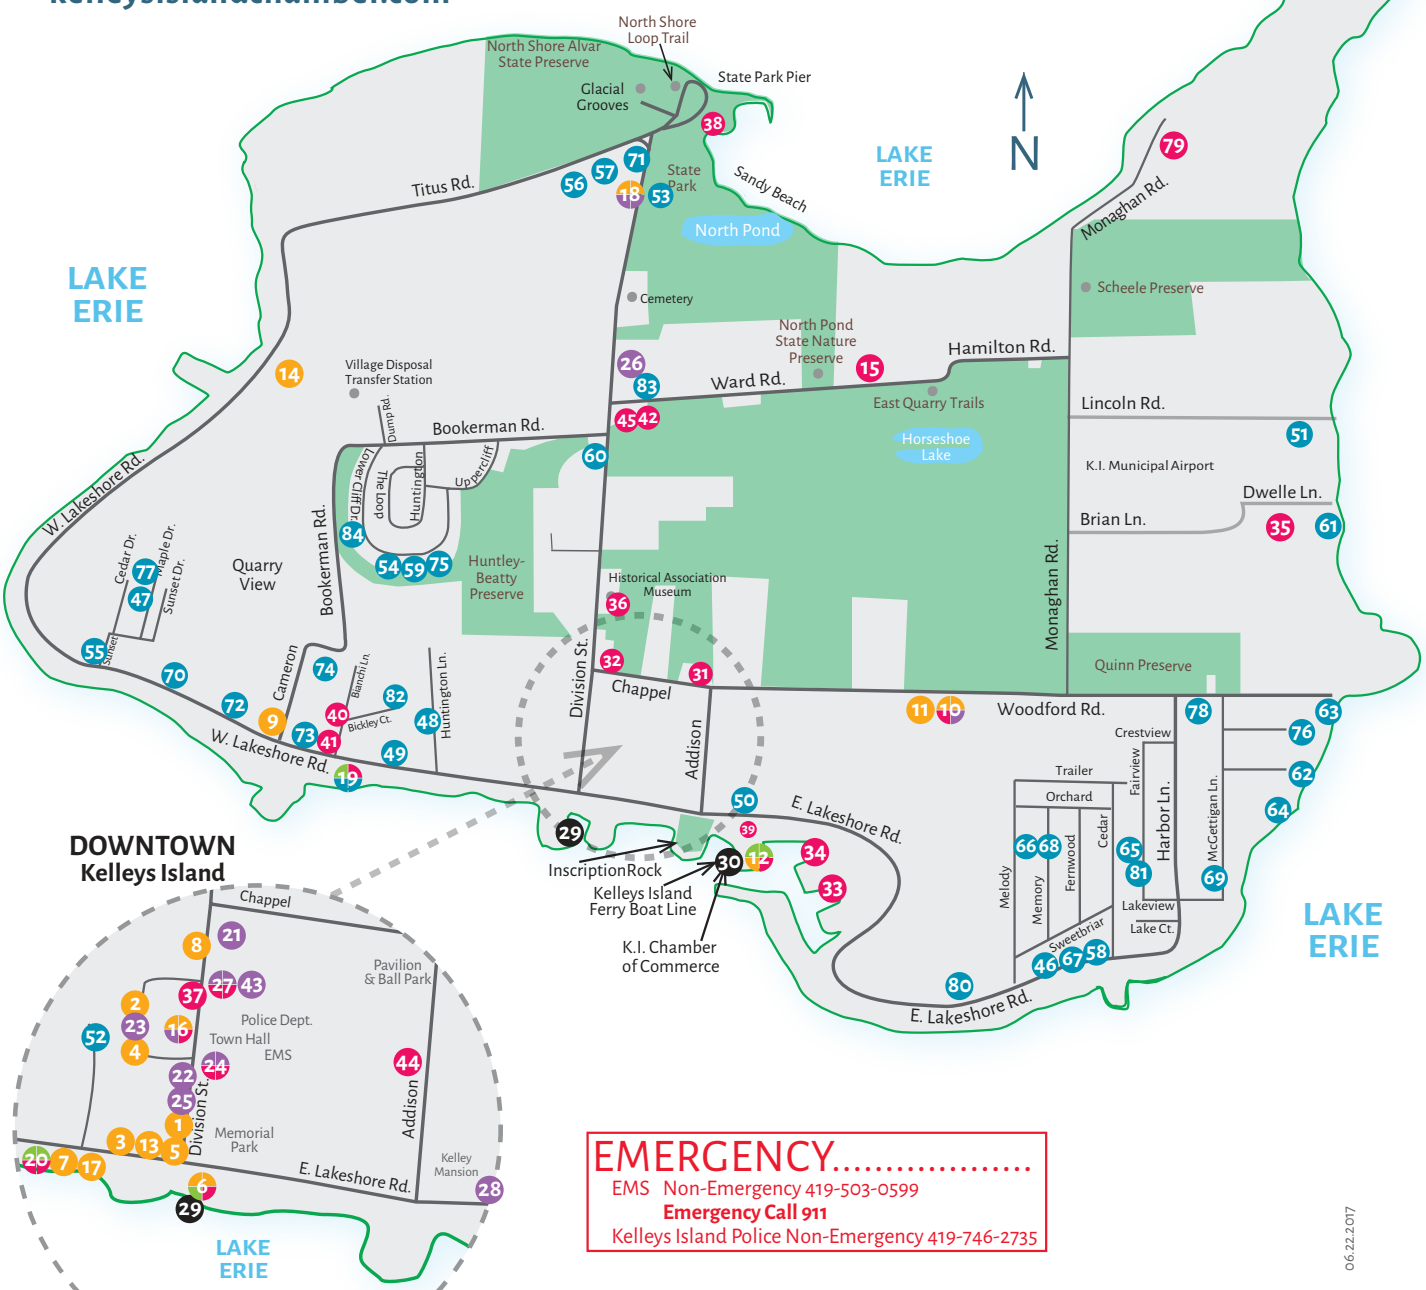 kelleysislandchamber.com
North Shore
Loop Trail
North Shore Alvar
State Preserve
Glacial
Grooves
State Park Pier
38
N
LAKE
ERIE
79
Monaghan Rd.
Titus Rd.
56
57
71
18
53
State
Park
Sandy Beach
North Pond
LAKE
ERIE
Cemetery
Scheele Preserve
North Pond
State Nature
Preserve
15
Hamilton Rd.
26
83
Ward Rd.
East Quarry Trails
14
Village Disposal
Transfer Station
Dump Rd.
Bookerman Rd.
45
42
Horseshoe
Lake
Lincoln Rd.
51
K.I. Municipal Airport
Dwelle Ln.
Brian Ln.
35
61
60
Lower Cliff Dr.
The Loop
Huntington
Uppercliff
W. Lakeshore Rd.
84
54
59
75
Bookerman Rd.
Huntley-
Beatty
Preserve
Quarry
View
Cedar Dr.
Maple Dr.
Sunset Dr.
77
47
55
Sunset
Historical Association
Museum
36
Monaghan Rd.
Quinn Preserve
32
31
Chappel
Division St.
70
72
9
Cameron
74
Bianchi Ln.
82
40
Bickley Ct.
48
Huntington Ln.
73
41
49
W. Lakeshore Rd.
19
11
10
Woodford Rd.
78
63
76
62
64
Crestview
Trailer
Orchard
Fairview
Harbor Ln.
McGettigan Ln.
Addison
50
39
E. Lakeshore Rd.
29
30
12
34
33
InscriptionRock
Kelleys Island
Ferry Boat Line
K.I. Chamber
of Commerce
66
68
Melody
Memory
Fernwood
Cedar
65
81
69
Lakeview
Lake Ct.
Sweetbriar
46
67
58
80
E. Lakeshore Rd.
LAKE
ERIE
DOWNTOWN
Kelleys Island
Chappel
8
21
Pavilion
& Ball Park
27
43
37
2
23
16
4
52
Police Dept.
Town Hall
EMS
24
22
25
44
Division St.
Addison
1
3
13
5
Memorial
Park
20
7
17
E. Lakeshore Rd.
Kelley
Mansion
28
6
29
LAKE
ERIE
EMERGENCY...................
EMS Non-Emergency 419-503-0599
Emergency Call 911
Kelleys Island Police Non-Emergency 419-746-2735
06.22.2017